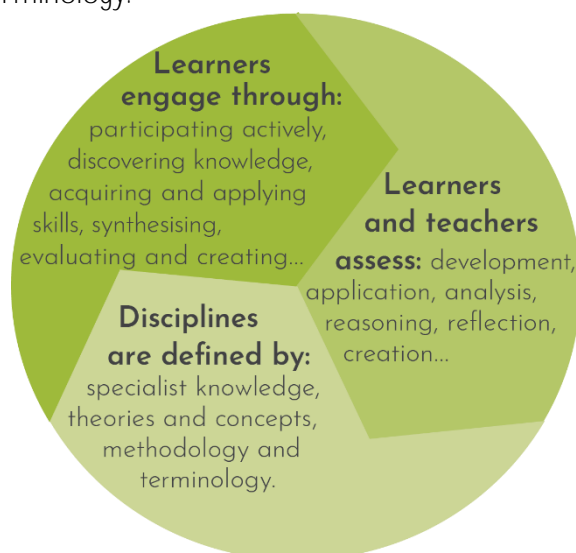 Learners
engage through:
participating actively,
discovering knowledge,
acquiring and applying
skills, synthesising,
evaluating and creating...
Learners
and teachers
assess: development,
application, analysis,
reasoning, reflection,
creation...
Disciplines
are defined by:
specialist knowledge,
theories and concepts,
methodology and
terminology.